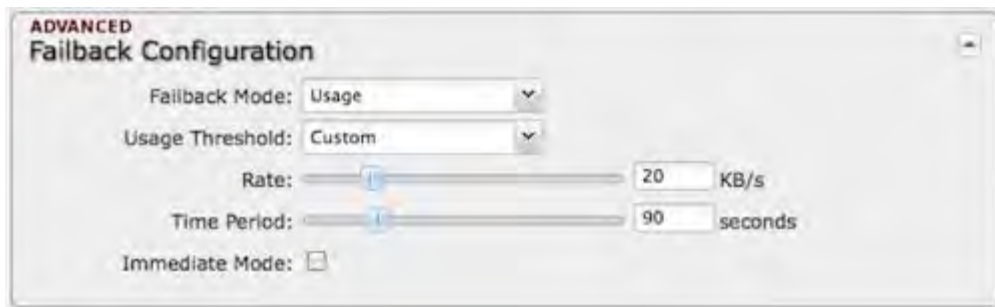 ADVANCED
Failback Configuration
Failback Mode: Usage
Usage Threshold: Custom
Rate: 20 KB/s
Time Period: 90 seconds
Immediate Mode: